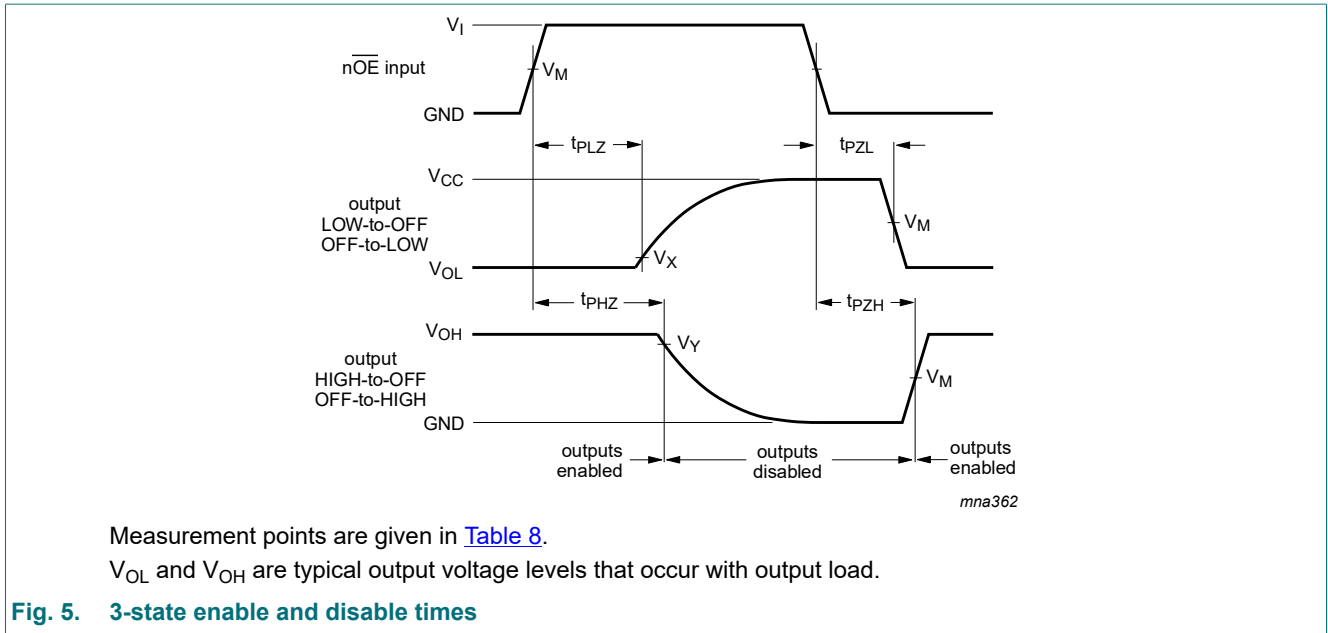 V_I
nOE input
V_M
GND
t_PLZ
t_PZL
V_CC
output
LOW-to-OFF
OFF-to-LOW
V_M
V_X
V_OL
t_PHZ
t_PZH
V_OH
V_Y
output
HIGH-to-OFF
OFF-to-HIGH
V_M
GND
outputs
enabled
outputs
disabled
outputs
enabled
mna362
Measurement points are given in Table 8.
V_OL and V_OH are typical output voltage levels that occur with output load.
Fig. 5. 3-state enable and disable times